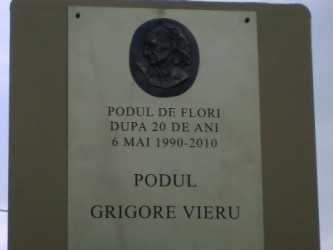 PODUL DE FLORI
DUPA 20 DE ANI
6 MAI 1990-2010
PODUL
GRIGORE VIERU